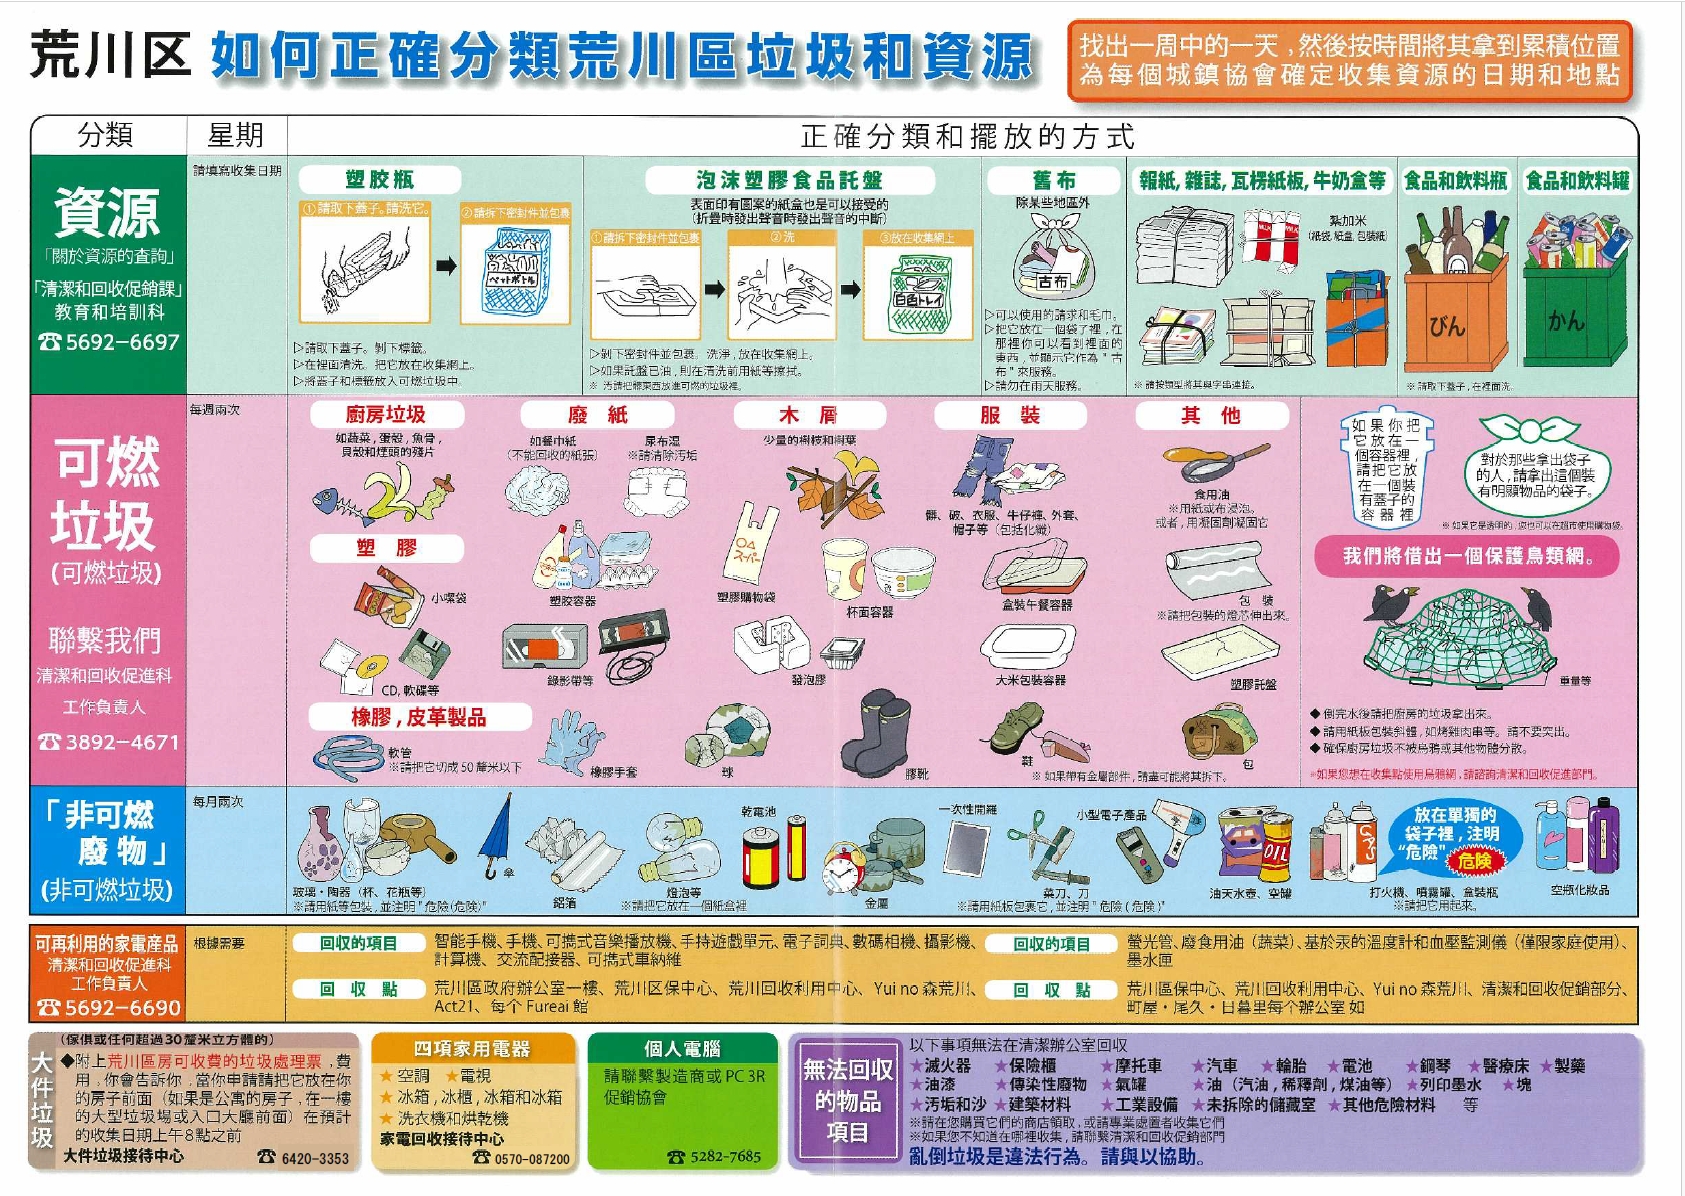 荒川区 如何正確分類荒川區垃圾和資源
找出一周中的一天,然後按時間將其拿到累積位置
為每個城鎮協會確定收集資源的日期和地點
分類
星期
正確分類和擺放的方式
資源
「關於資源的查詢」
「清潔和回收促銷課」
教育和培訓科
☎5692-6697
請填寫收集日期
塑胶瓶
①請取下蓋子。請洗它。
②請拆下密封件並包裹
ペットボトル
▷請取下蓋子。剝下標籤。
▷在裡面清洗。把它放在收集網上。
▷將蓋子和標籤放入可燃垃圾中。
泡沫塑膠食品託盤
表面印有圖案的紙盒也是可以接受的
(折疊時發出聲音時發出聲音的中斷)
①請拆下密封件並包裹
②洗
③放在收集網上
白色トレイ
▷剝下密封件並包裹。洗淨,放在收集網上。
▷如果託盤已油,則在清洗前用紙等擦拭。
※ 汚請把髒東西放進可燃的垃圾裡。
舊布
除某些地區外
古布
▷可以使用的請求和毛巾。
▷把它放在一個袋子裡,在
那裡你可以看到裡面的
東西,並顯示它作為"古
布"來服務。
▷請勿在雨天服務。
報紙,雜誌,瓦楞紙板,牛奶盒等
紮加米
(紙袋,紙盒,包裝紙)
※ 請按類型將其與字串連接。
食品和飲料瓶
びん
※ 請取下蓋子,在裡面洗。
食品和飲料罐
かん
可燃
垃圾
(可燃垃圾)
聯繫我們
清潔和回收促進科
工作負責人
☎3892-4671
每週兩次
廚房垃圾
如蔬菜,蛋殼,魚骨,
貝殼和煙頭的殘片
廢 紙
如餐巾紙
(不能回收的紙張)
尿布溫
※請清除汚垢
木 屑
少量的樹枝和樹葉
服 裝
髒、破、衣服、牛仔褲、外套、
帽子等(包括化纖)
其 他
食用油
※用紙或布浸泡。
或者,用凝固劑凝固它
塑 膠
小嘴袋
塑胶容器
スーパー
塑膠購物袋
杯面容器
盒裝午餐容器
包 裝
※請把包裝的燈芯伸出來。
CD,軟碟等
錄影帶等
發泡膠
大米包裝容器
塑膠託盤
橡膠,皮革製品
軟管
※請把它切成50釐米以下
橡膠手套
球
膠靴
鞋
包
※ 如果帶有金屬部件,請盡可能將其拆下。
如果你把
它放在一
個容器裡,
請把它放
在一個裝
有蓋子的
容器裡
對於那些拿出袋子
的人,請拿出這個裝
有明顯物品的袋子。
※ 如果它是透明的,您也可以在超市使用購物袋。
我們將借出一個保護鳥類網。
重量等
◆ 倒完水後請把廚房的垃圾拿出來。
◆ 請用紙板包裝斜體,如烤雞肉串等。請不要突出。
◆ 確保廚房垃圾不被烏鴉或其他物體分散。
※如果您想在收集點使用烏鴉網,請諮詢清潔和回收促進部門。
「非可燃
廢物」
(非可燃垃圾)
每月兩次
玻璃・陶器(杯、花瓶等)
※請用紙等包裝,並注明"危險(危險)"
傘
鋁箔
燈泡等
※請把它放在一個紙盒裡
乾電池
金屬
一次性開羅
菜刀、刀
※請用紙板包裹它,並注明"危險(危險)"
小型電子產品
OIL
油天水壺、空罐
GAS
打火機、噴霧罐、盒裝瓶
※請把它用起來。
放在單獨的
袋子裡,注明
"危險"
危険
空瓶化妝品
可再利用的家電産品
清潔和回收促進科
工作負責人
☎5692-6690
根據需要
回收的項目
智能手機、手機、可攜式音樂播放機、手持遊戲單元、電子詞典、數碼相機、攝影機、
計算機、交流配接器、可攜式車納維
回 収 點
荒川區政府辦公室一樓、荒川区保中心、荒川回收利用中心、Yui no 森荒川、
Act21、每个 Fureai 館
回收的項目
螢光管、廢食用油(蔬菜)、基於汞的溫度計和血壓監測儀(僅限家庭使用)、
墨水匣
回 収 點
荒川區保中心、荒川回收利用中心、Yui no 森荒川、清潔和回收促銷部分、
町屋・尾久・日暮里每个辦公室 如
大件垃圾
(傢俱或任何超過30釐米立方體的)
◆附上荒川區房可收費的垃圾處理票,費
用,你會告訴你,當你申請請把它放在你
的房子前面(如果是公寓的房子,在一樓
的大型垃圾場或入口大廳前面)在預計
的收集日期上午8點之前
大件垃圾接待中心 ☎ 6420-3353
四項家用電器
★空調 ★電視
★冰箱,冰櫃,冰箱和冰箱
★洗衣機和烘乾機
家電回收接待中心
☎0570-087200
個人電腦
請聯繫製造商或PC 3R
促銷協會
☎ 5282-7685
無法回收
的物品
項目
以下事項無法在清潔辦公室回收
★滅火器 ★保險櫃 ★摩托車 ★汽車 ★輪胎 ★電池 ★鋼琴 ★醫療床 ★製藥
★油漆 ★傳染性廢物 ★氣罐 ★油(汽油,稀釋劑,煤油等) ★列印墨水 ★塊
★汚垢和沙 ★建築材料 ★工業設備 ★未拆除的儲藏室 ★其他危險材料 等
※請在您購買它們的商店領取,或請專業處置者收集它們
※如果您不知道在哪裡收集,請聯繫清潔和回收促銷部門
亂倒垃圾是違法行為。請與以協助。